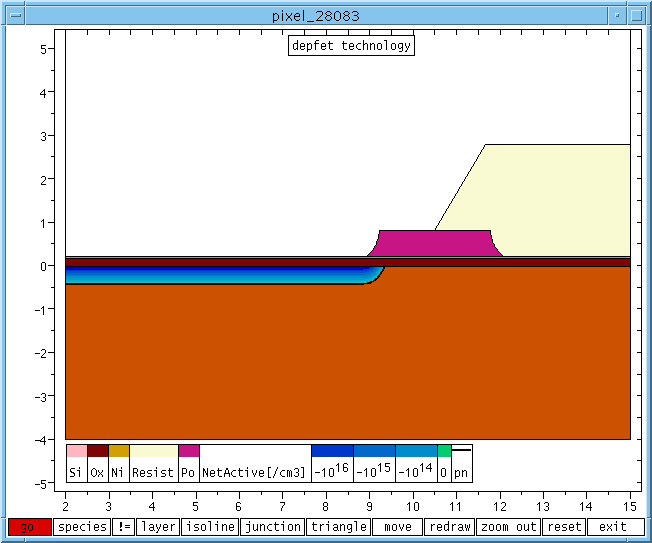 pixel_28083
depfet technology
5
4
3
2
1
0
-1
-2
-3
-4
-5
Si Ox Ni Resist Po NetActive[/cm3] -10^16 -10^15 -10^14 0 pn
2 3 4 5 6 7 8 9 10 11 12 13 14 15
go species != layer isoline junction triangle move redraw zoom out reset exit